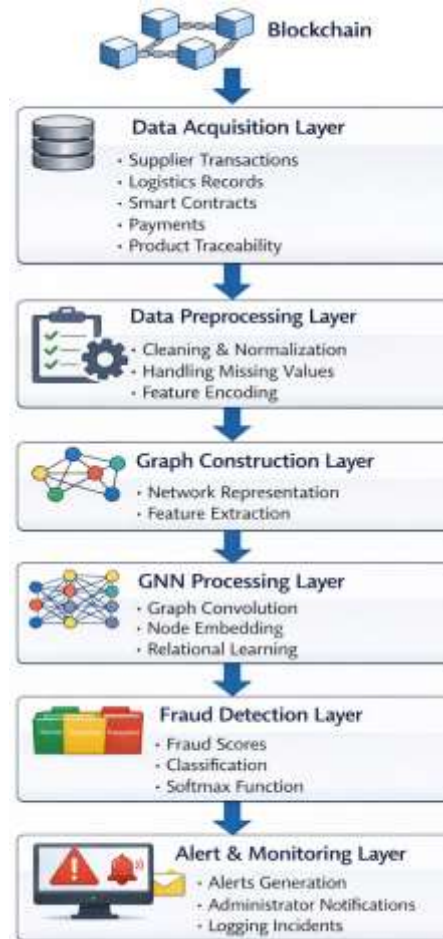 Blockchain
Data Acquisition Layer
• Supplier Transactions
• Logistics Records
• Smart Contracts
• Payments
• Product Traceability
Data Preprocessing Layer
• Cleaning & Normalization
• Handling Missing Values
• Feature Encoding
Graph Construction Layer
• Network Representation
• Feature Extraction
GNN Processing Layer
• Graph Convolution
• Node Embedding
• Relational Learning
Fraud Detection Layer
• Fraud Scores
• Classification
• Softmax Function
Alert & Monitoring Layer
• Alerts Generation
• Administrator Notifications
• Logging Incidents